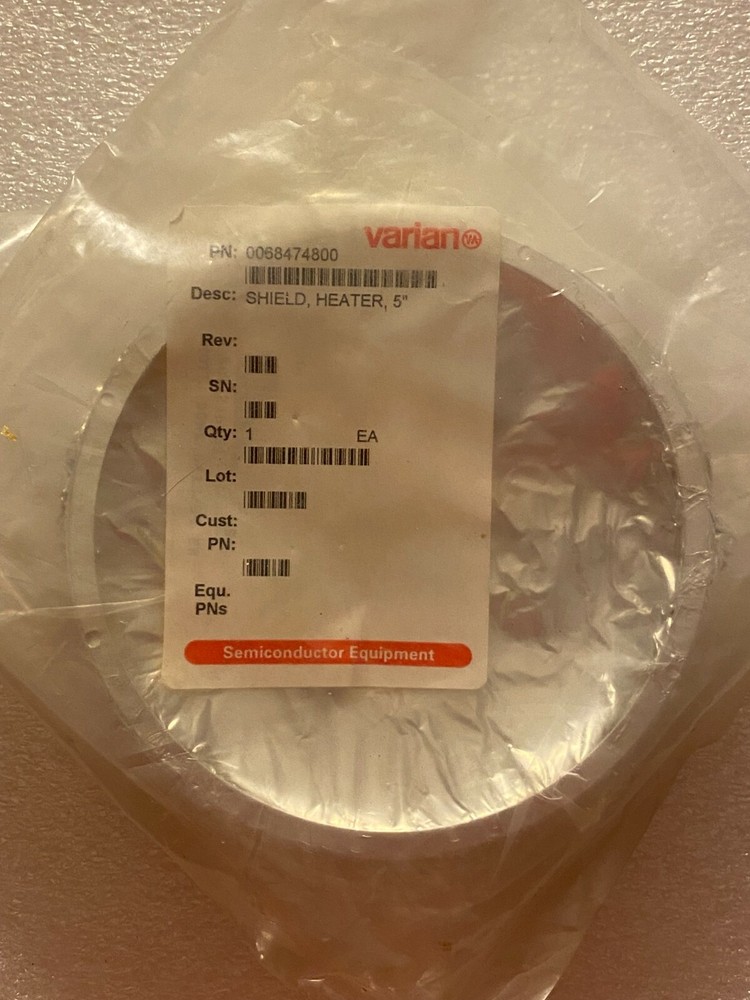 varian
PN: 0068474800
Desc: SHIELD, HEATER, 5"
Rev:
SN:
Qty: 1 EA
Lot:
Cust:
PN:
Equ.
PNs
Semiconductor Equipment